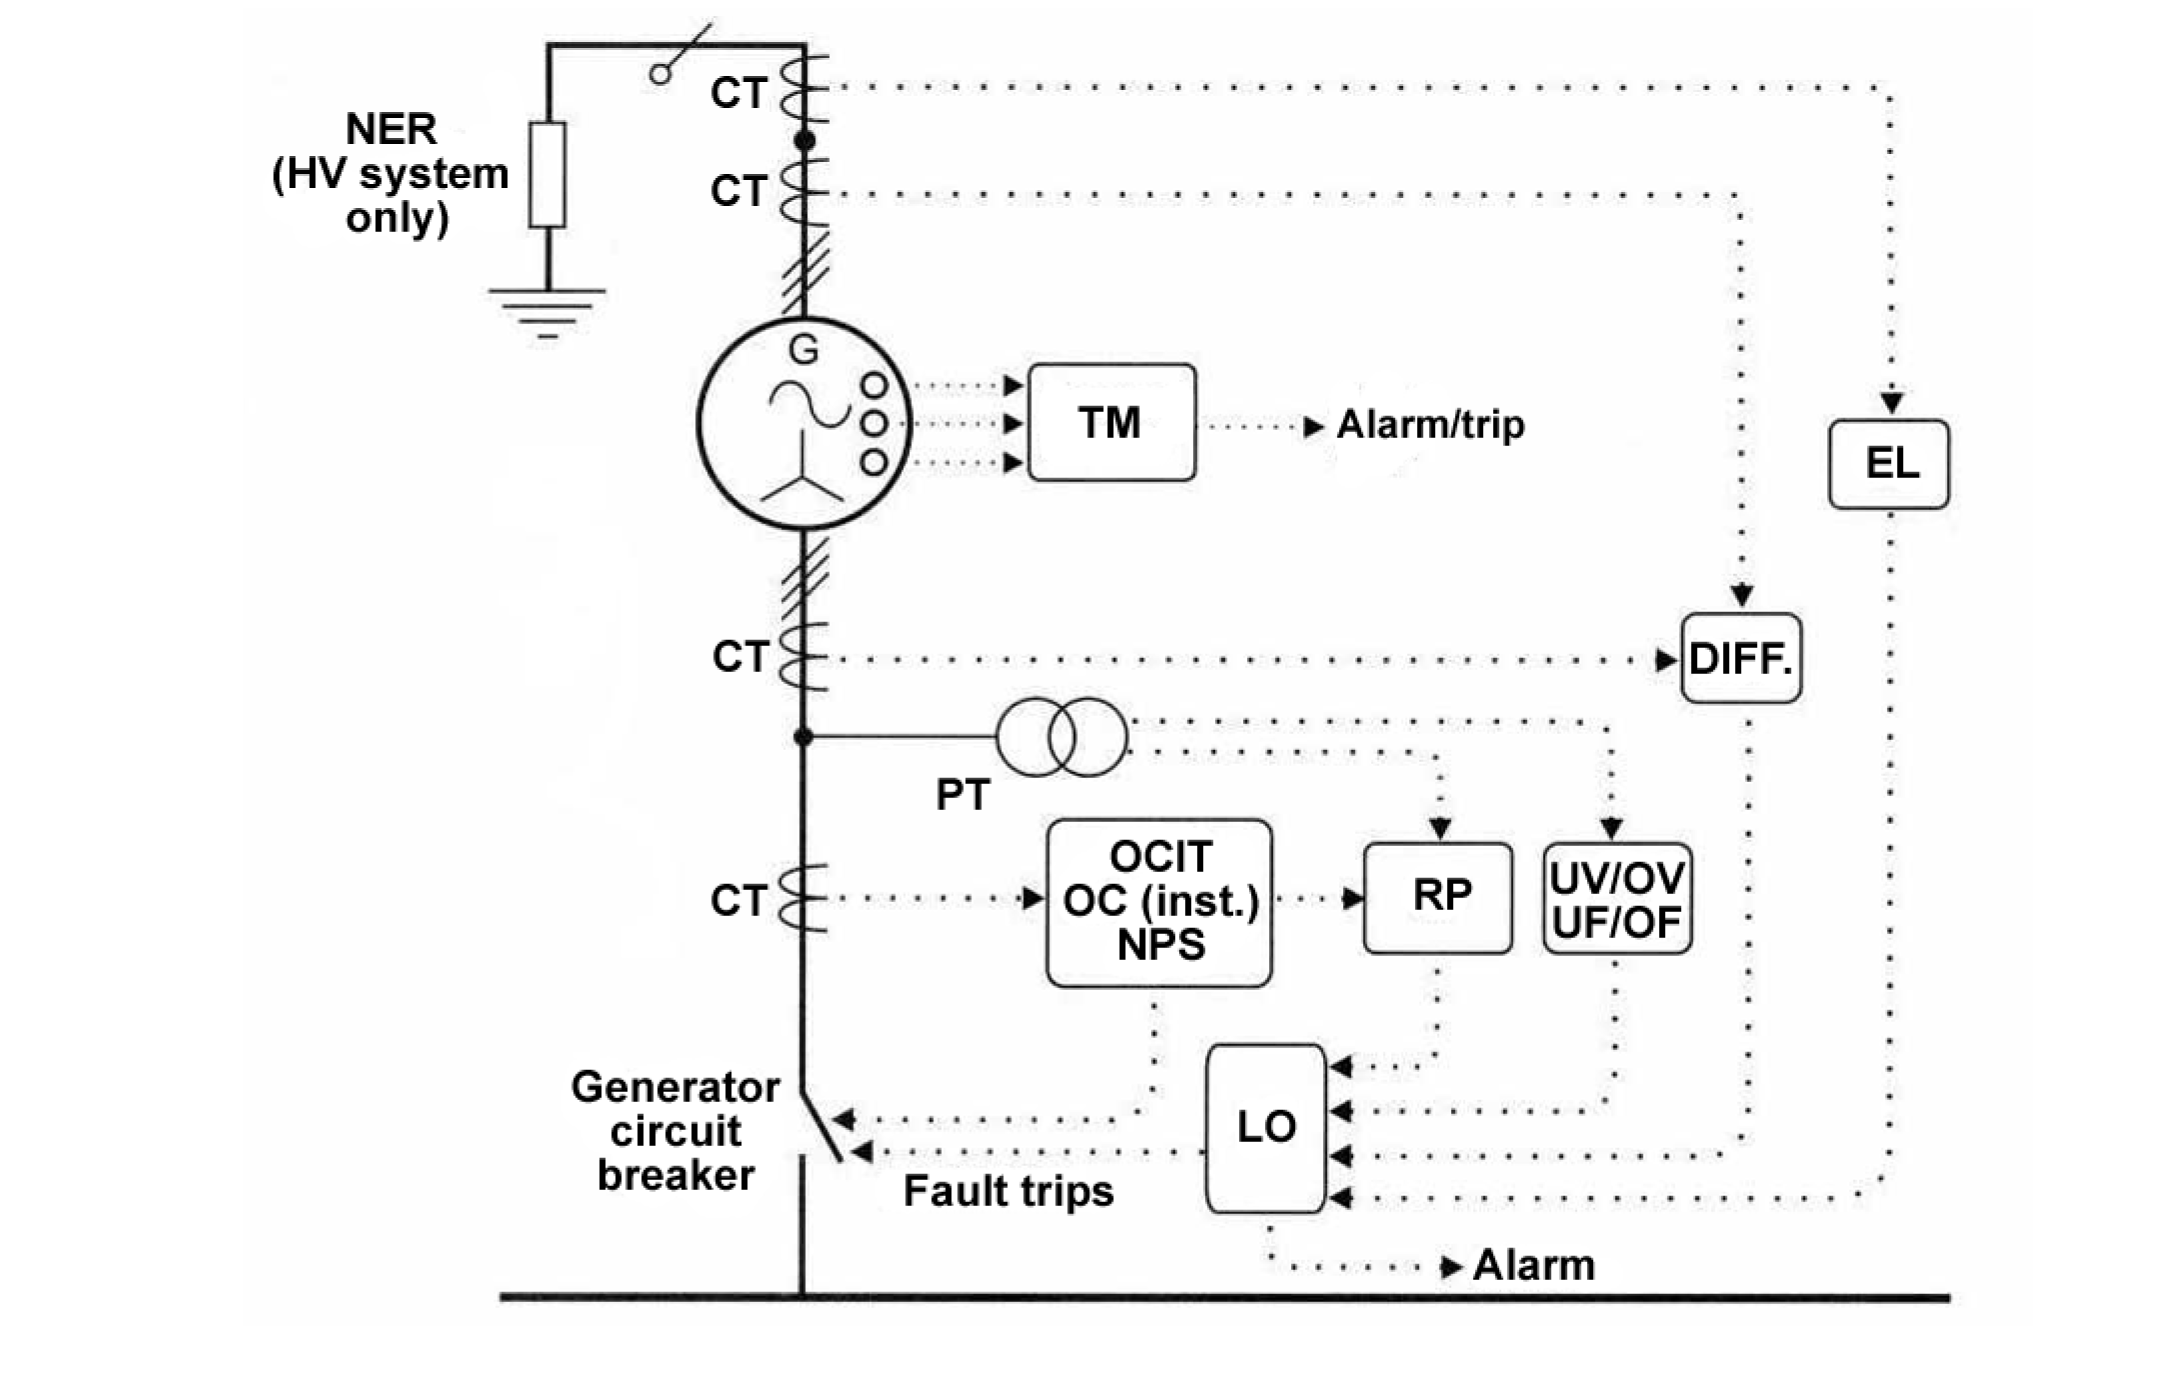 CT
NER
(HV system
only)
CT
G
TM
Alarm/trip
EL
CT
DIFF.
PT
OCIT
OC (inst.)
NPS
RP
UV/OV
UF/OF
CT
Generator
circuit
breaker
LO
Fault trips
Alarm